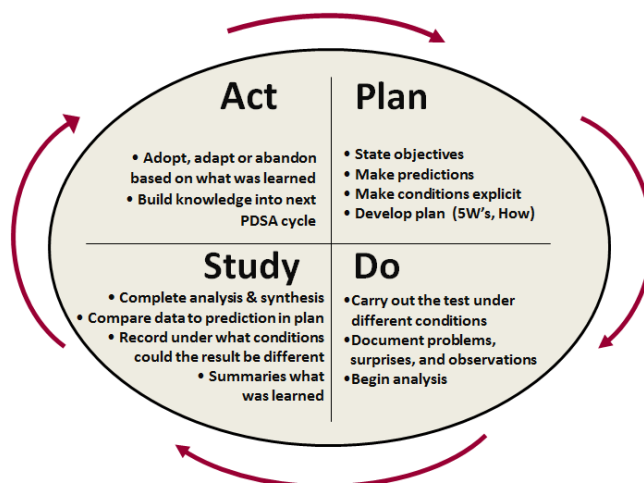 Act
• Adopt, adapt or abandon
based on what was learned
• Build knowledge into next
PDSA cycle
Plan
• State objectives
• Make predictions
• Make conditions explicit
• Develop plan  (5W's, How)
Study
• Complete analysis & synthesis
• Compare data to prediction in plan
• Record under what conditions
could the result be different
• Summaries what
was learned
Do
•Carry out the test under
different conditions
•Document problems,
surprises, and observations
•Begin analysis